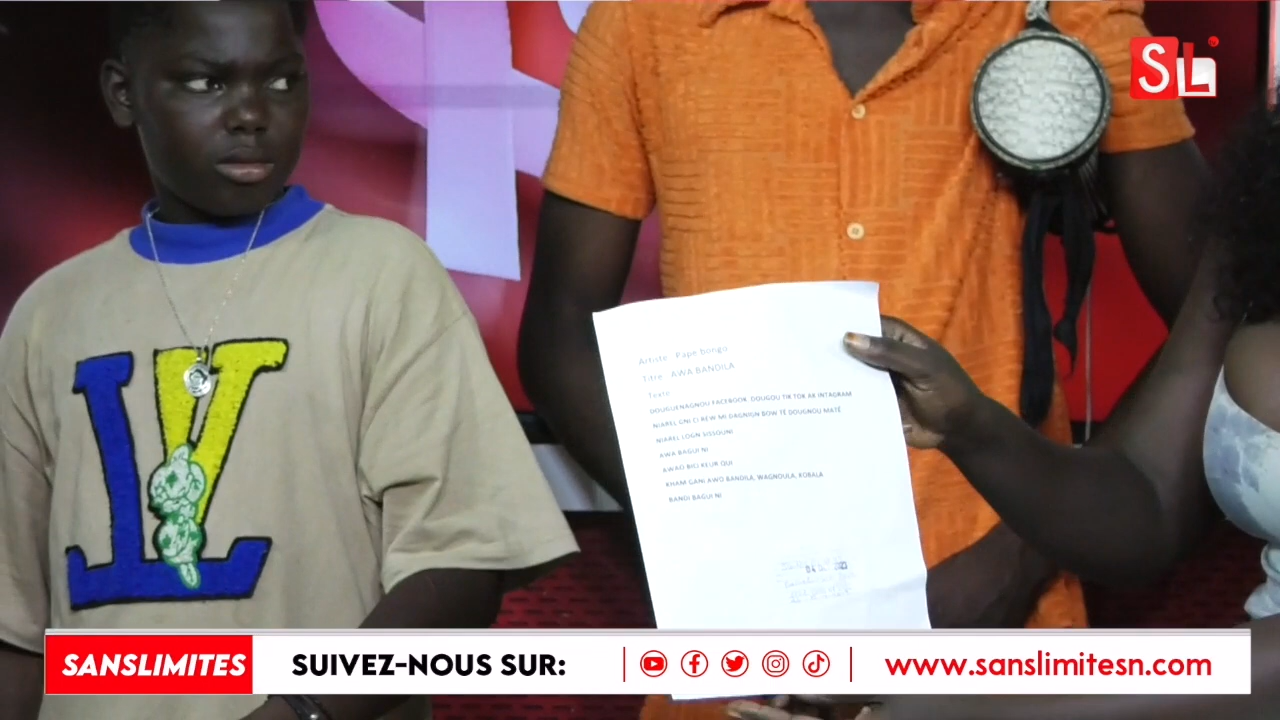 SL
Artiste : Pape bongo
Titre : AWA BANDILA
Texte
DOUGUENAGNOU FACEBOOK, DOUGOU TIK TOK AK INTAGRAM
NIAREL GNI CI REW MI DAGNIGN BOW TÉ DOUGNOU MATÉ
NIAREL LOGN SISSOUNI
AWA BAGUI NI
AWAO BICI KEUR QUI
KHAM GANI AWO BANDILA, WAGNOULA, KOBALA
BANDI BAGUI NI
LV
SANSLIMITES
SUIVEZ-NOUS SUR:
www.sanslimitesn.com